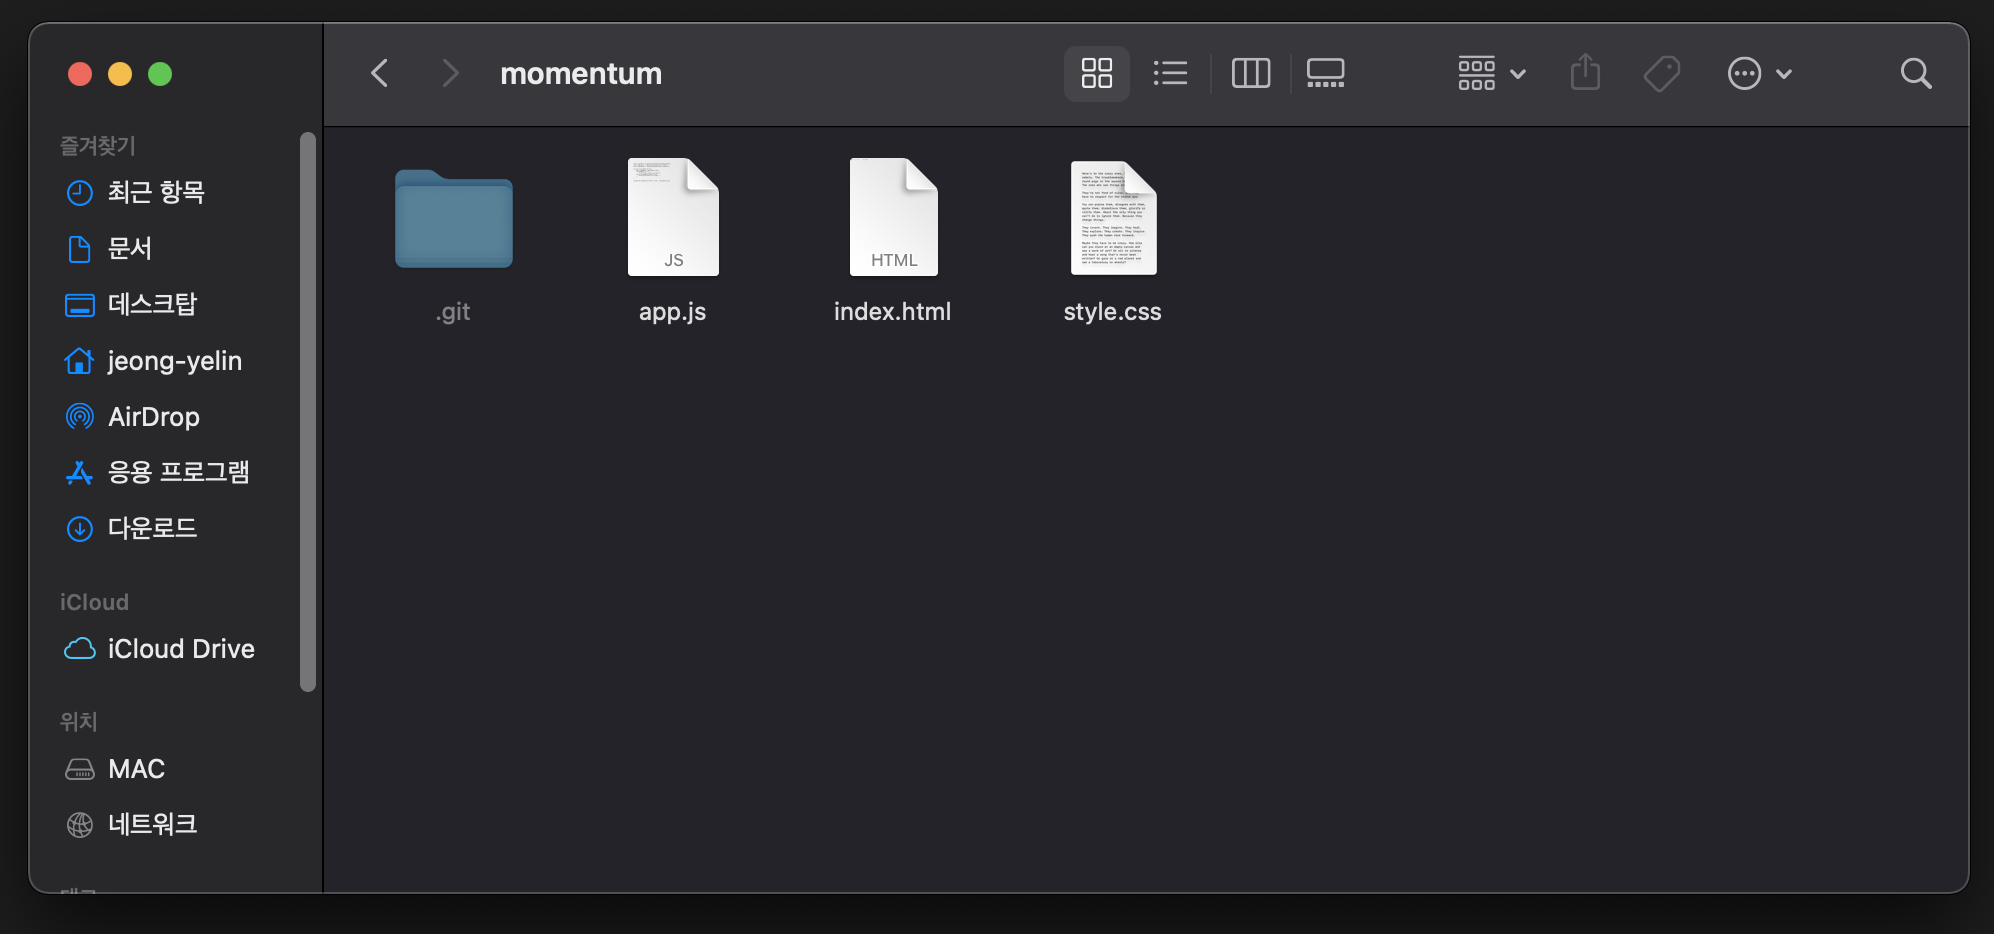 momentum
즐겨찾기
최근 항목
문서
데스크탑
jeong-yelin
AirDrop
응용 프로그램
다운로드
iCloud
iCloud Drive
위치
MAC
네트워크
JS
HTML
.git
app.js
index.html
style.css